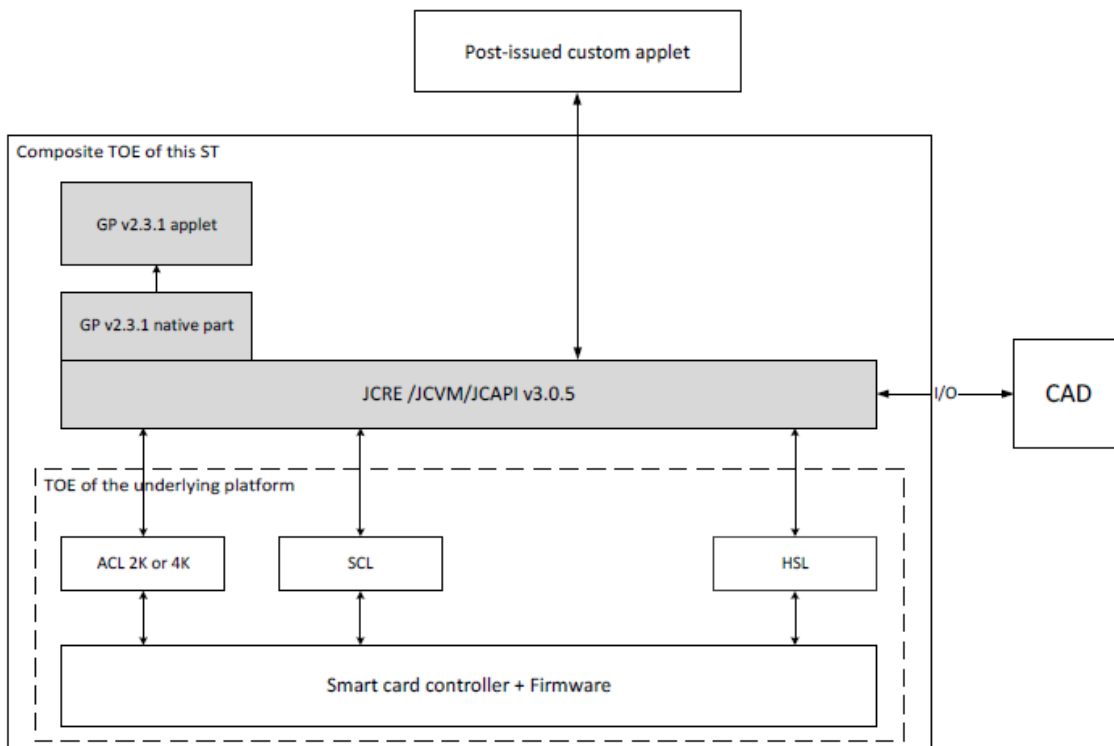 Post-issued custom applet
Composite TOE of this ST
GP v2.3.1 applet
GP v2.3.1 native part
JCRE /JCVM/JCAPI v3.0.5
I/O
CAD
TOE of the underlying platform
ACL 2K or 4K
SCL
HSL
Smart card controller + Firmware